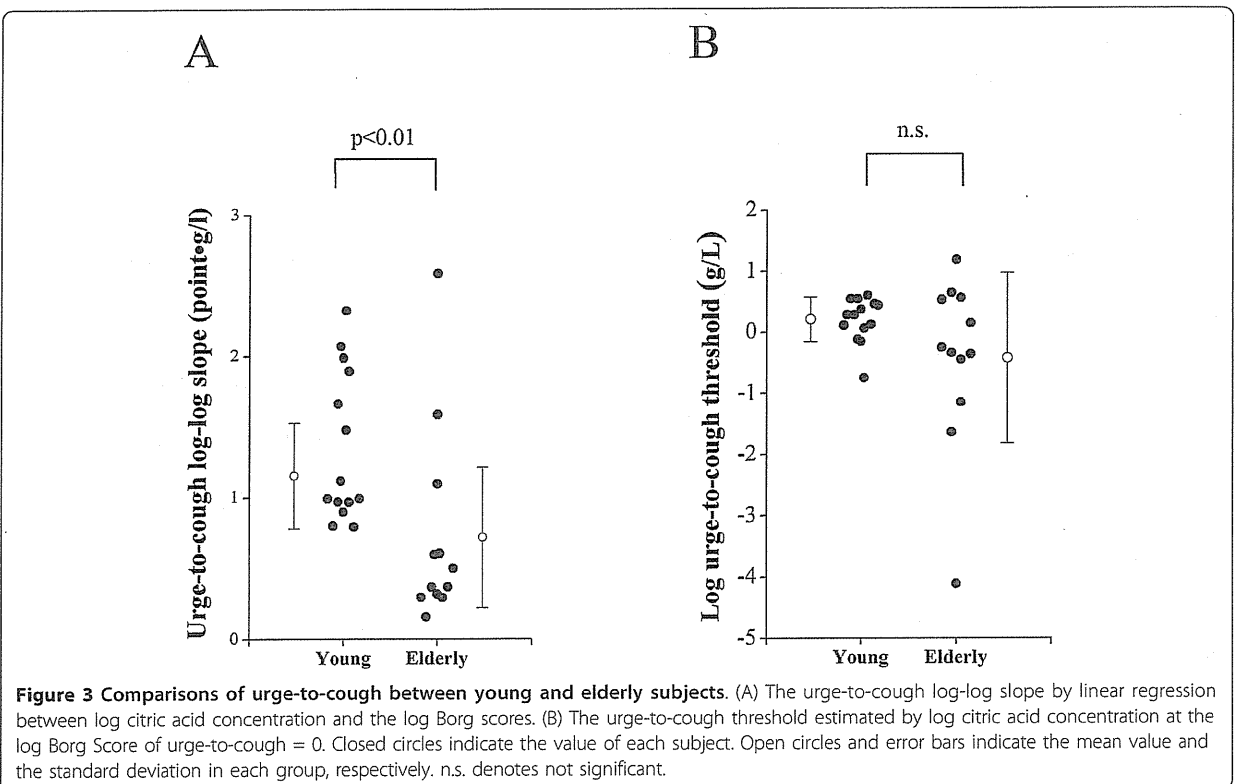 A
B
p<0.01
n.s.
Urge-to-cough log-log slope (point•g/l)
3
2
1
0
Young Elderly
Log urge-to-cough threshold (g/L)
2
1
0
-1
-2
-3
-4
-5
Young Elderly
Figure 3 Comparisons of urge-to-cough between young and elderly subjects. (A) The urge-to-cough log-log slope by linear regression
between log citric acid concentration and the log Borg scores. (B) The urge-to-cough threshold estimated by log citric acid concentration at the
log Borg Score of urge-to-cough = 0. Closed circles indicate the value of each subject. Open circles and error bars indicate the mean value and
the standard deviation in each group, respectively. n.s. denotes not significant.